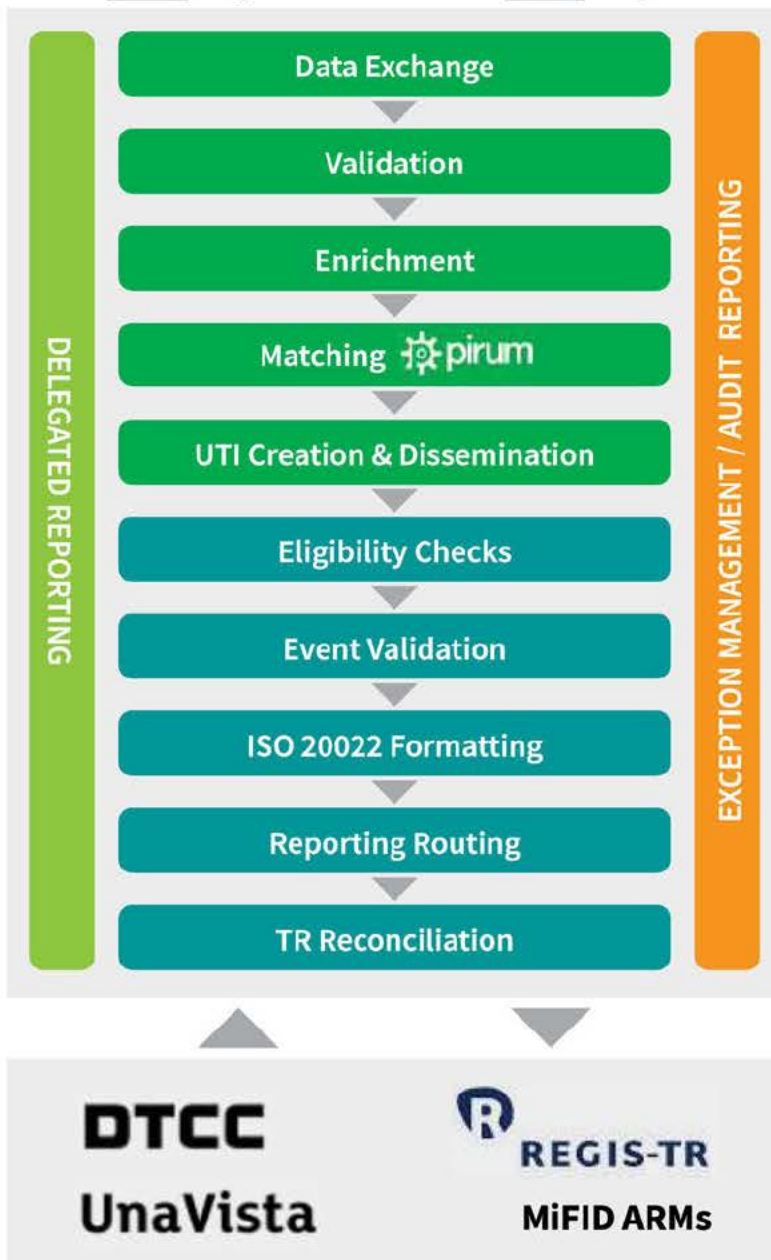 Data Exchange
Validation
Enrichment
Matching pirum
UTI Creation & Dissemination
Eligibility Checks
Event Validation
ISO 20022 Formatting
Reporting Routing
TR Reconciliation
DELEGATED REPORTING
EXCEPTION MANAGEMENT / AUDIT REPORTING
DTCC
R
REGIS-TR
UnaVista
MiFID ARMs